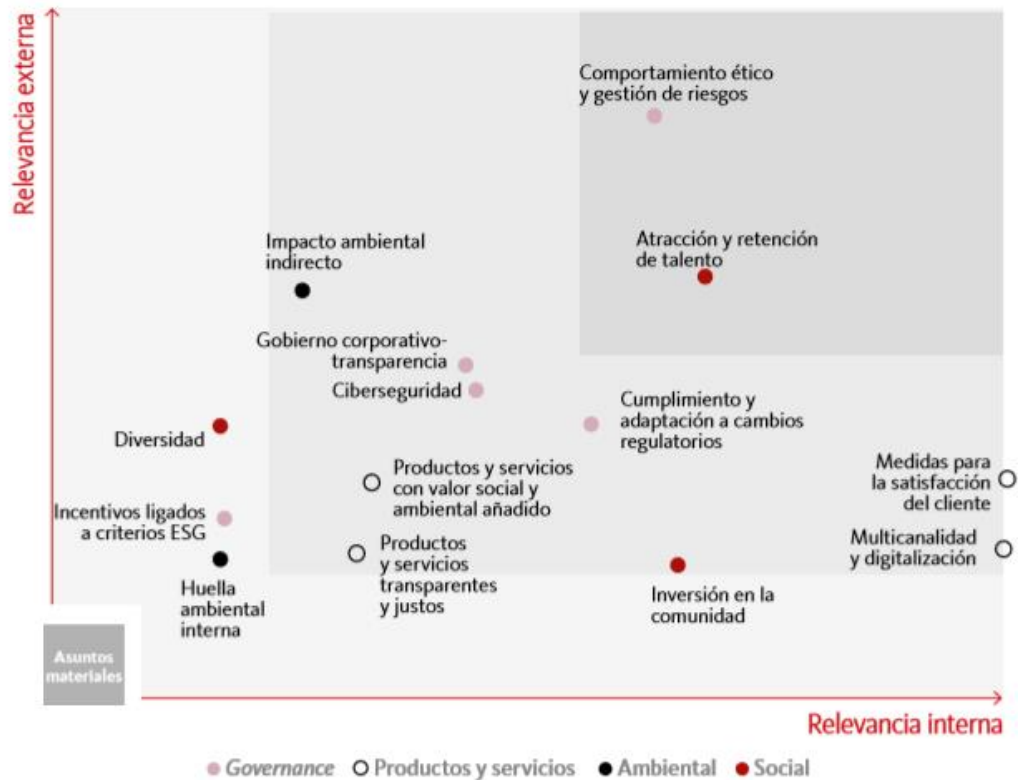 Relevancia externa
Comportamiento ético
y gestión de riesgos
Impacto ambiental
indirecto
Atracción y retención
de talento
Gobierno corporativo-
transparencia
Ciberseguridad
Cumplimiento y
adaptación a cambios
regulatorios
Diversidad
Productos y servicios
con valor social y
ambiental añadido
Medidas para
la satisfacción
del cliente
Incentivos ligados
a criterios ESG
Productos
y servicios
transparentes
y justos
Multicanalidad
y digitalización
Huella
ambiental
interna
Inversión en la
comunidad
Asuntos
materiales
Relevancia interna
Governance Productos y servicios Ambiental Social